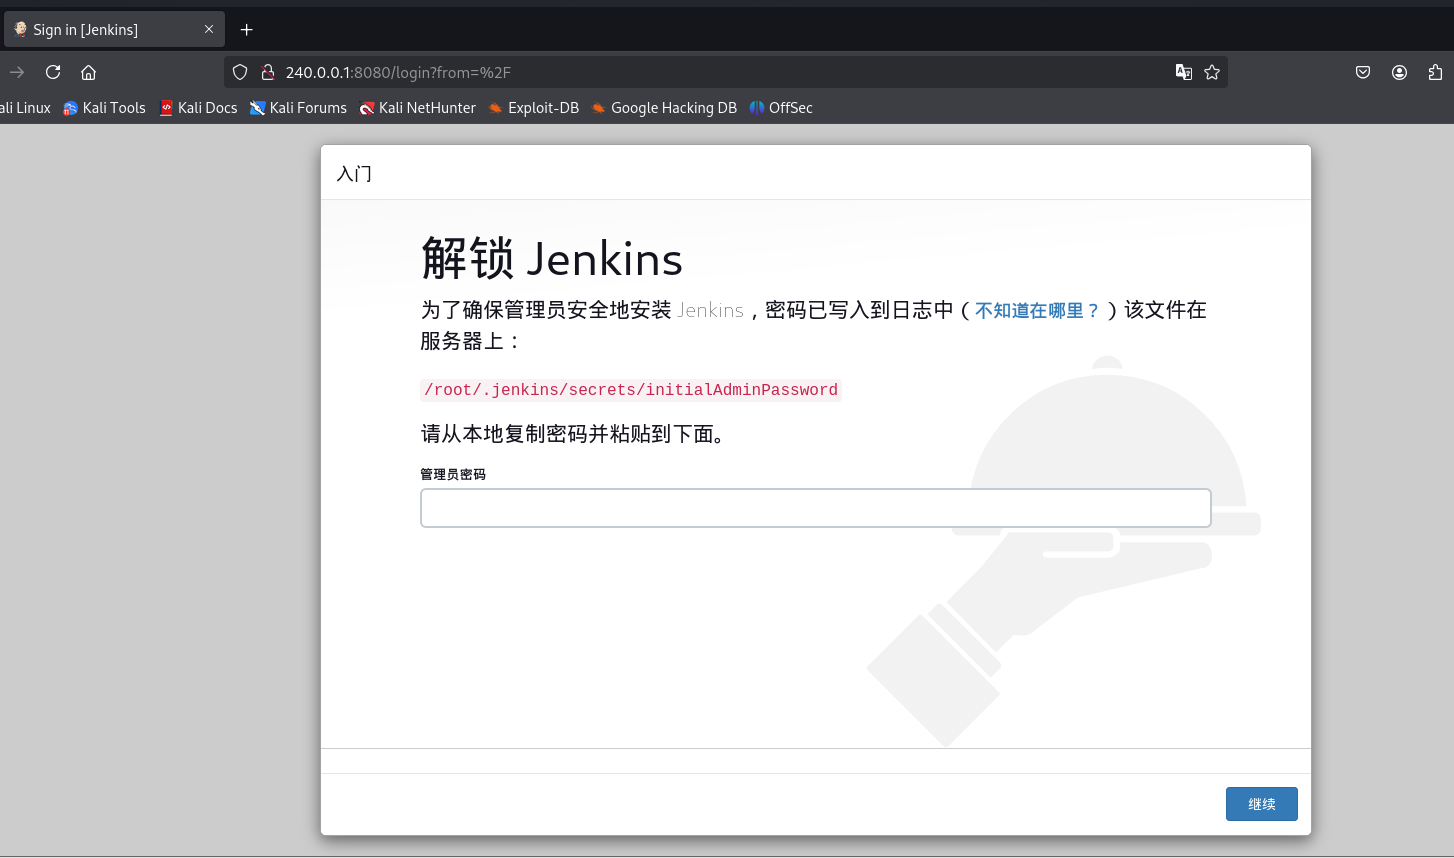 Sign in [Jenkins]
240.0.0.1:8080/login?from=%2F
ali Linux Kali Tools Kali Docs Kali Forums Kali NetHunter Exploit-DB Google Hacking DB OffSec
入门
解锁 Jenkins
为了确保管理员安全地安装 Jenkins，密码已写入到日志中（不知道在哪里？）该文件在
服务器上：
/root/.jenkins/secrets/initialAdminPassword
请从本地复制密码并粘贴到下面。
管理员密码
继续